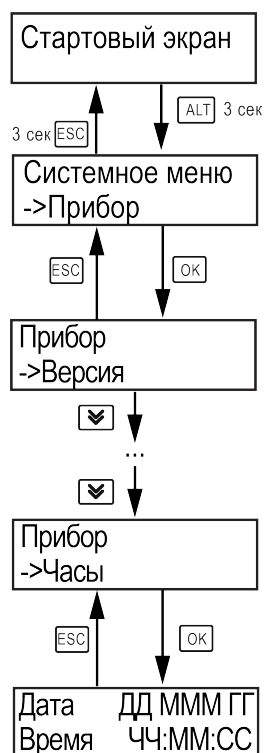 Стартовый экран
ALT 3 сек
3 сек ESC
Системное меню
->Прибор
ESC
OK
Прибор
->Версия
...
Прибор
->Часы
ESC
OK
Дата ДД МММ ГГ
Время ЧЧ:ММ:СС